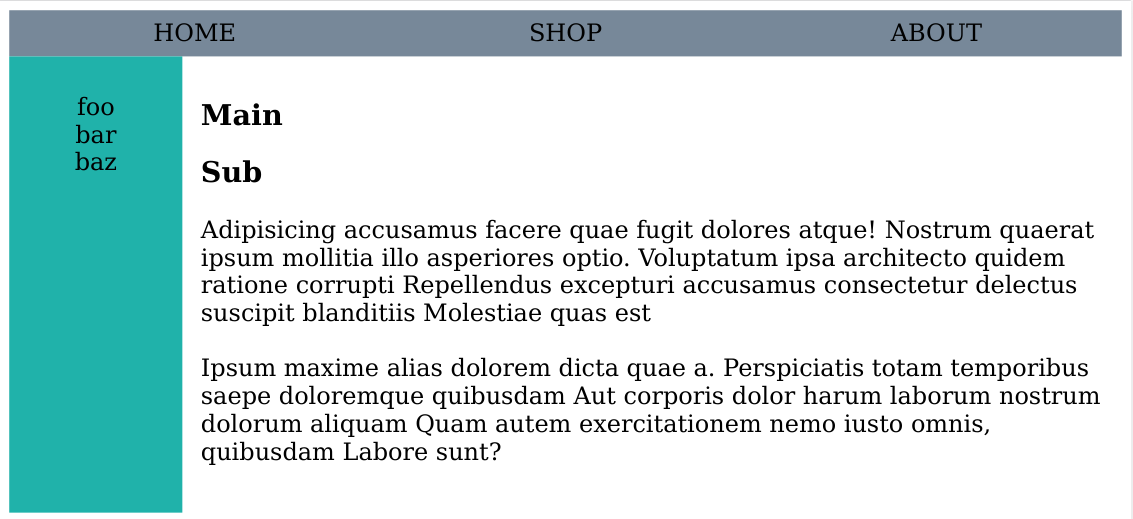 HOME SHOP ABOUT
foo
bar
baz
Main
Sub
Adipisicing accusamus facere quae fugit dolores atque! Nostrum quaerat
ipsum mollitia illo asperiores optio. Voluptatum ipsa architecto quidem
ratione corrupti Repellendus excepturi accusamus consectetur delectus
suscipit blanditiis Molestiae quas est
Ipsum maxime alias dolorem dicta quae a. Perspiciatis totam temporibus
saepe doloremque quibusdam Aut corporis dolor harum laborum nostrum
dolorum aliquam Quam autem exercitationem nemo iusto omnis,
quibusdam Labore sunt?